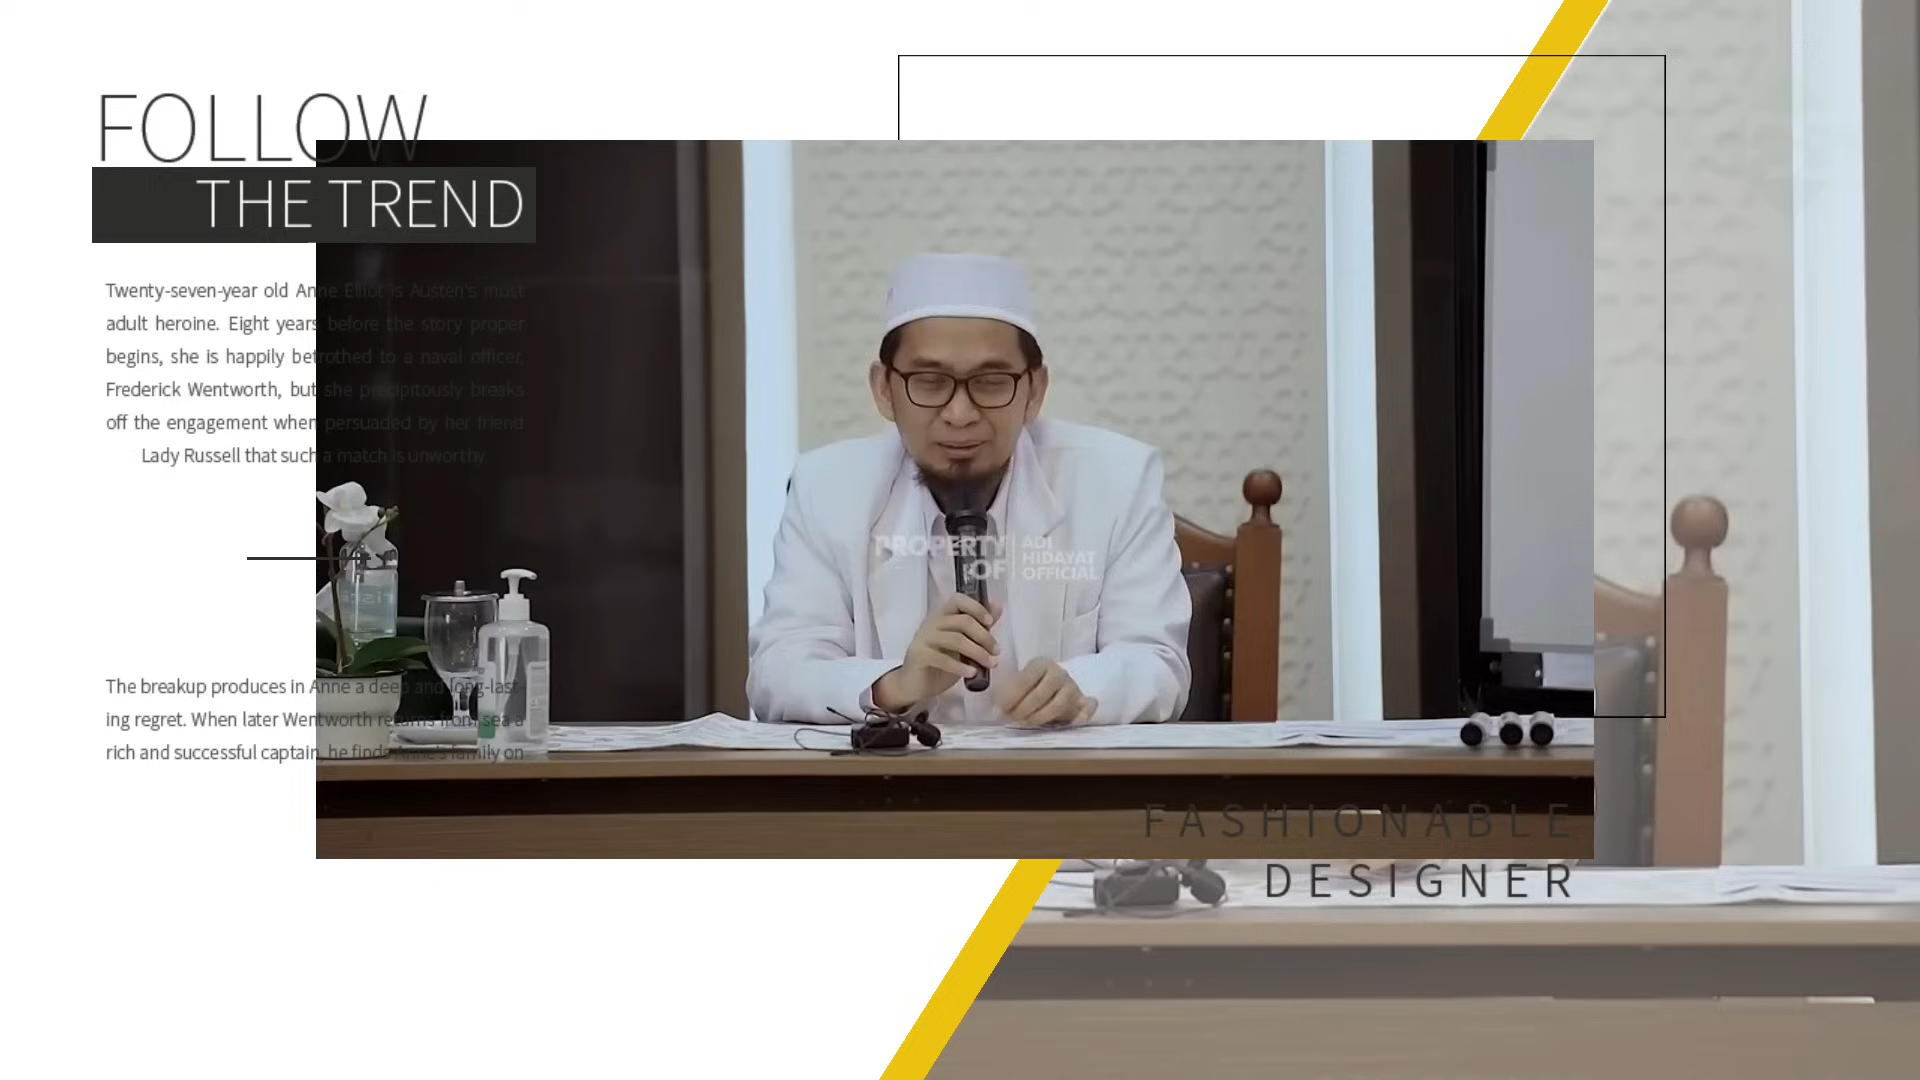 FOLLOW
THE TREND
Twenty-seven-year old Anne Elliot is Austen's most
adult heroine. Eight years before the story proper
begins, she is happily betrothed to a naval officer,
Frederick Wentworth, but she precipitously breaks
off the engagement when persuaded by her friend
Lady Russell that such a match is unworthy.
PROPERTY
OF
ADI
HIDAYAT
OFFICIAL
The breakup produces in Anne a deep and long-last-
ing regret. When later Wentworth returns from sea a
rich and successful captain, he finds Anne's family on
FASHIONABLE
DESIGNER